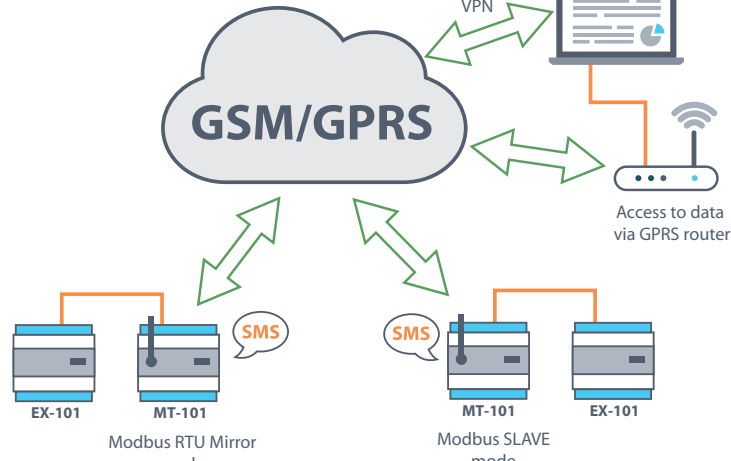 VPN
GSM/GPRS
Access to data
via GPRS router
SMS
SMS
EX-101
MT-101
MT-101
EX-101
Modbus RTU Mirror
Modbus SLAVE
mode